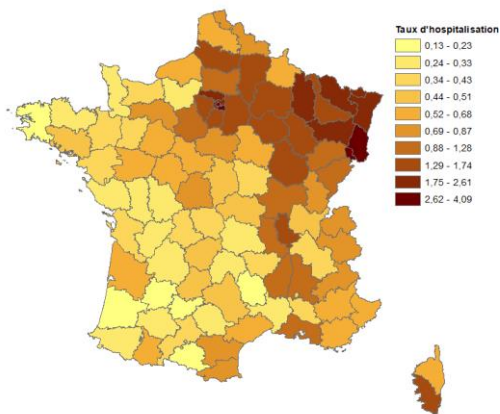 Taux d'hospitalisation
0,13 - 0,23
0,24 - 0,33
0,34 - 0,43
0,44 - 0,51
0,52 - 0,68
0,69 - 0,87
0,88 - 1,28
1,29 - 1,74
1,75 - 2,61
2,62 - 4,09